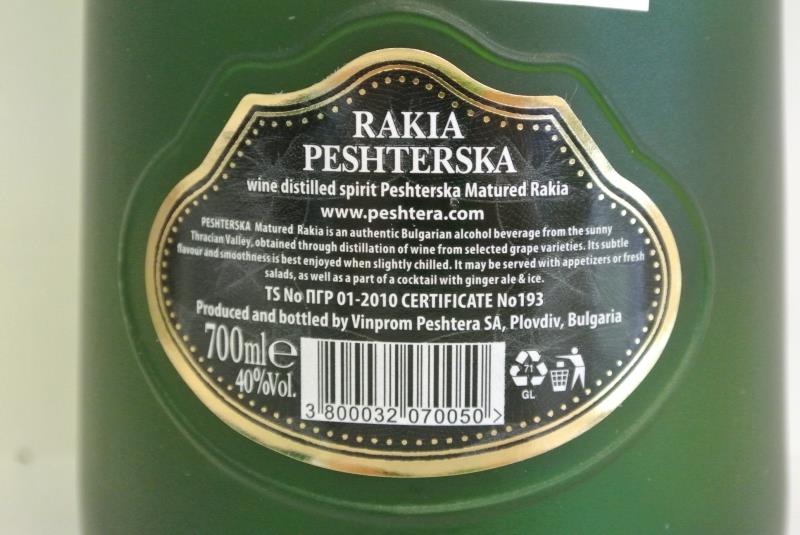 RAKIA
PESHTERSKA
wine distilled spirit Peshterska Matured Rakia
www.peshtera.com
PESHTERSKA Matured Rakia is an authentic Bulgarian alcohol beverage from the sunny
Thracian Valley, obtained through distillation of wine from selected grape varieties. Its subtle
flavour and smoothness is best enjoyed when slightly chilled. It may be served with appetizers or fresh
salads, as well as a part of a cocktail with ginger ale & ice.
TS No ПГР 01-2010 CERTIFICATE No193
Produced and bottled by Vinprom Peshtera SA, Plovdiv, Bulgaria
700ml e
40%Vol.
3 800032 070050 >
71
GL